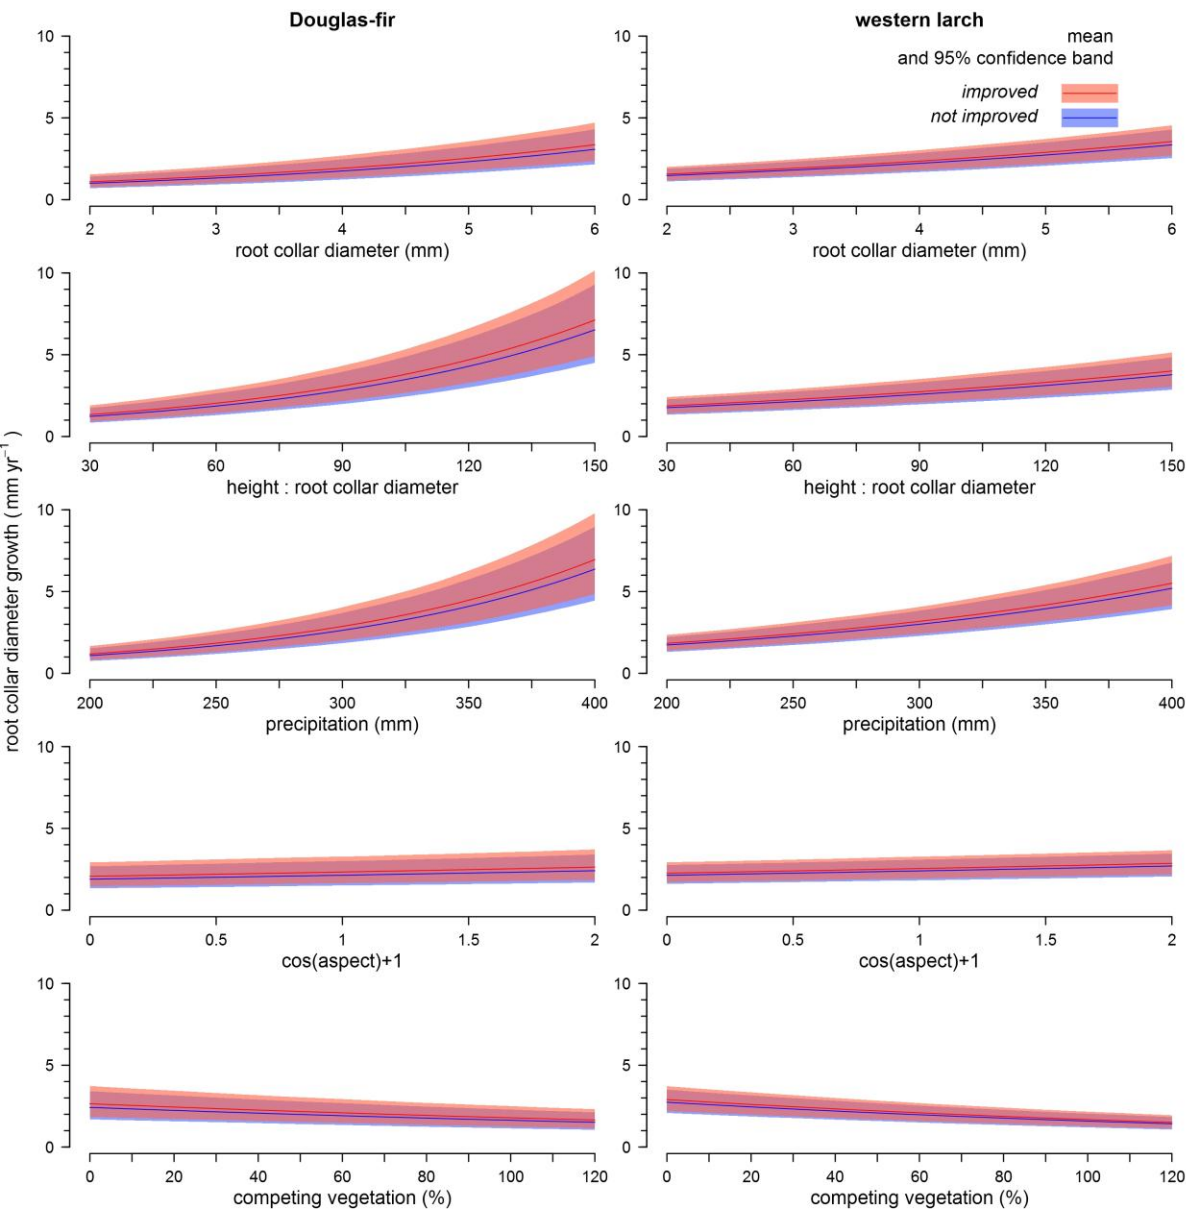 Douglas-fir
western larch
mean
and 95% confidence band
improved
not improved
root collar diameter growth (mm yr⁻¹)
10
5
0
2 3 4 5 6
root collar diameter (mm)
10
5
0
2 3 4 5 6
root collar diameter (mm)
10
5
0
30 60 90 120 150
height : root collar diameter
10
5
0
30 60 90 120 150
height : root collar diameter
10
5
0
200 250 300 350 400
precipitation (mm)
10
5
0
200 250 300 350 400
precipitation (mm)
10
5
0
0 0.5 1 1.5 2
cos(aspect)+1
10
5
0
0 0.5 1 1.5 2
cos(aspect)+1
10
5
0
0 20 40 60 80 100 120
competing vegetation (%)
10
5
0
0 20 40 60 80 100 120
competing vegetation (%)